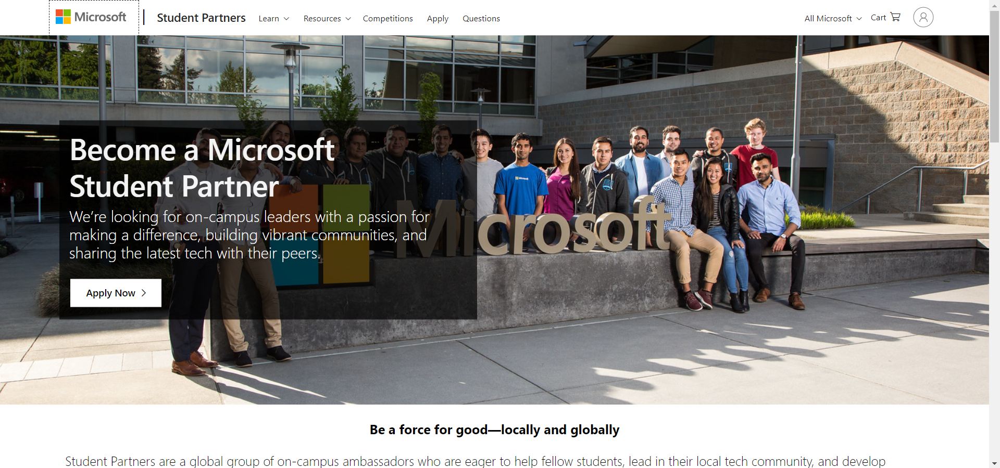 Microsoft
Student Partners
Learn
Resources
Competitions
Apply
Questions
All Microsoft
Cart
Become a Microsoft
Student Partner
We’re looking for on-campus leaders with a passion for
making a difference, building vibrant communities, and
sharing the latest tech with their peers.
Apply Now
Microsoft
Microsoft
Be a force for good—locally and globally
Student Partners are a global group of on-campus ambassadors who are eager to help fellow students, lead in their local tech community, and develop